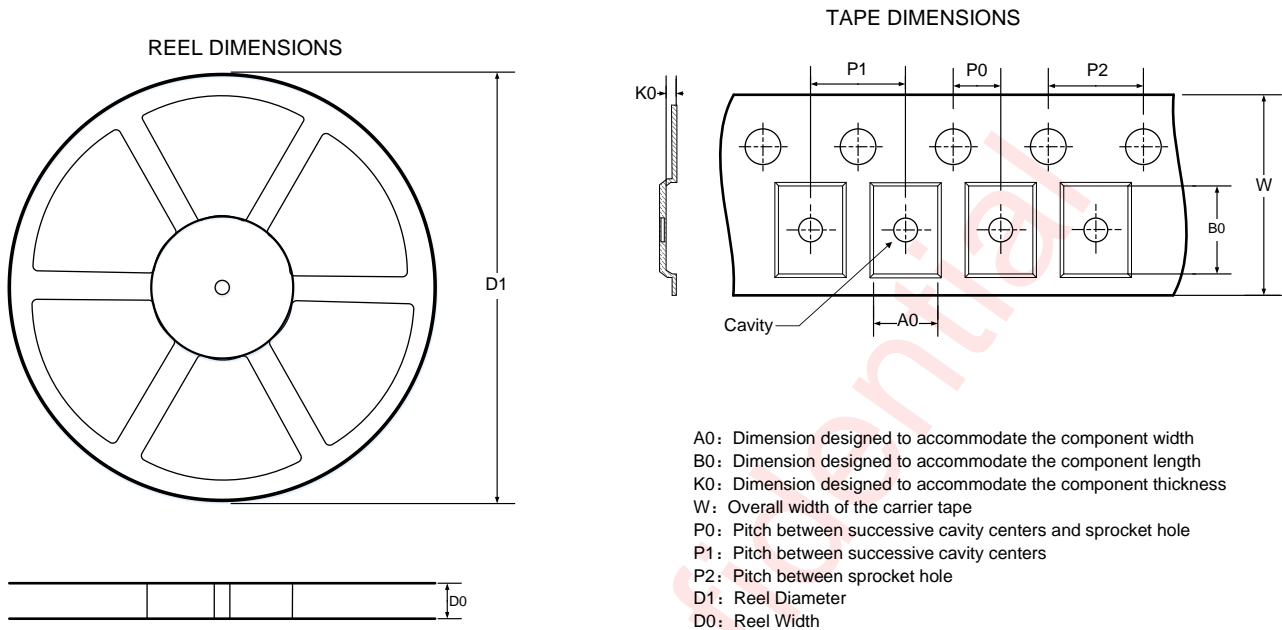 TAPE DIMENSIONS
REEL DIMENSIONS
P1
P0
P2
K0
D1
W
B0
Cavity
A0
A0：Dimension designed to accommodate the component width
B0：Dimension designed to accommodate the component length
K0：Dimension designed to accommodate the component thickness
W：Overall width of the carrier tape
P0：Pitch between successive cavity centers and sprocket hole
P1：Pitch between successive cavity centers
P2：Pitch between sprocket hole
D1：Reel Diameter
D0：Reel Width
D0
fidential